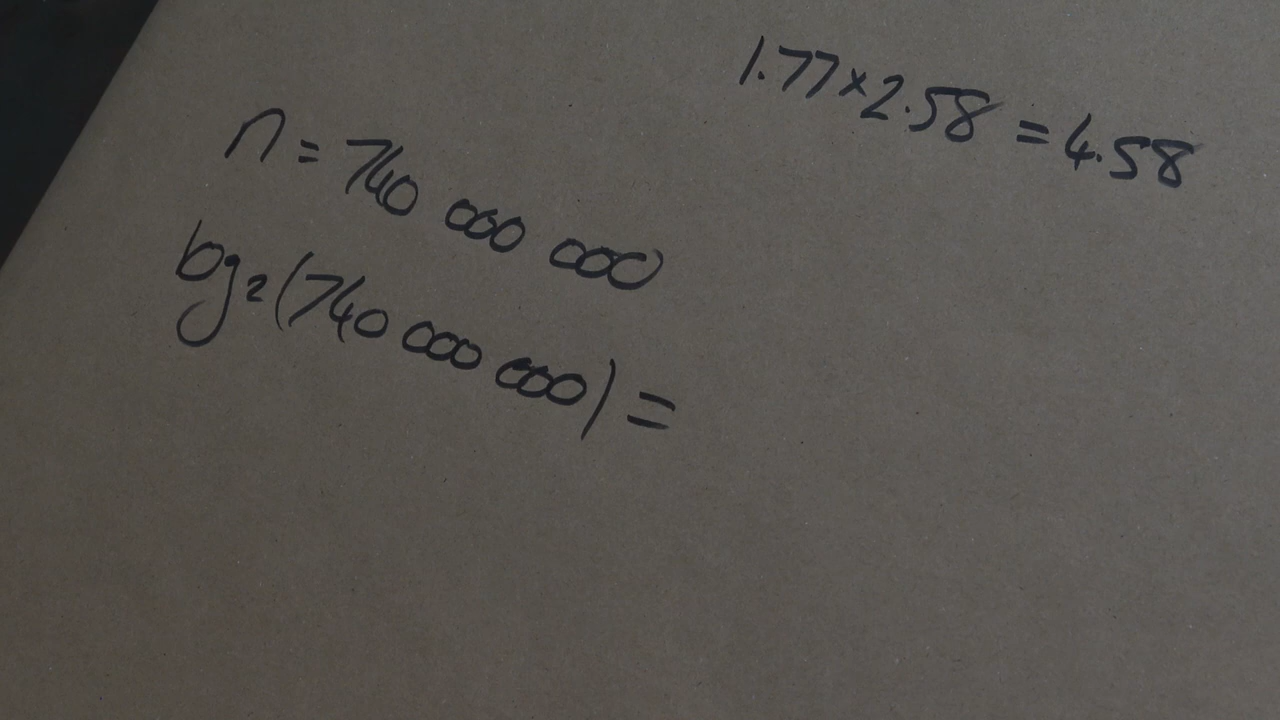 1.77×2.58 = 4.58
n = 740 000 000
log₂(740 000 000) =